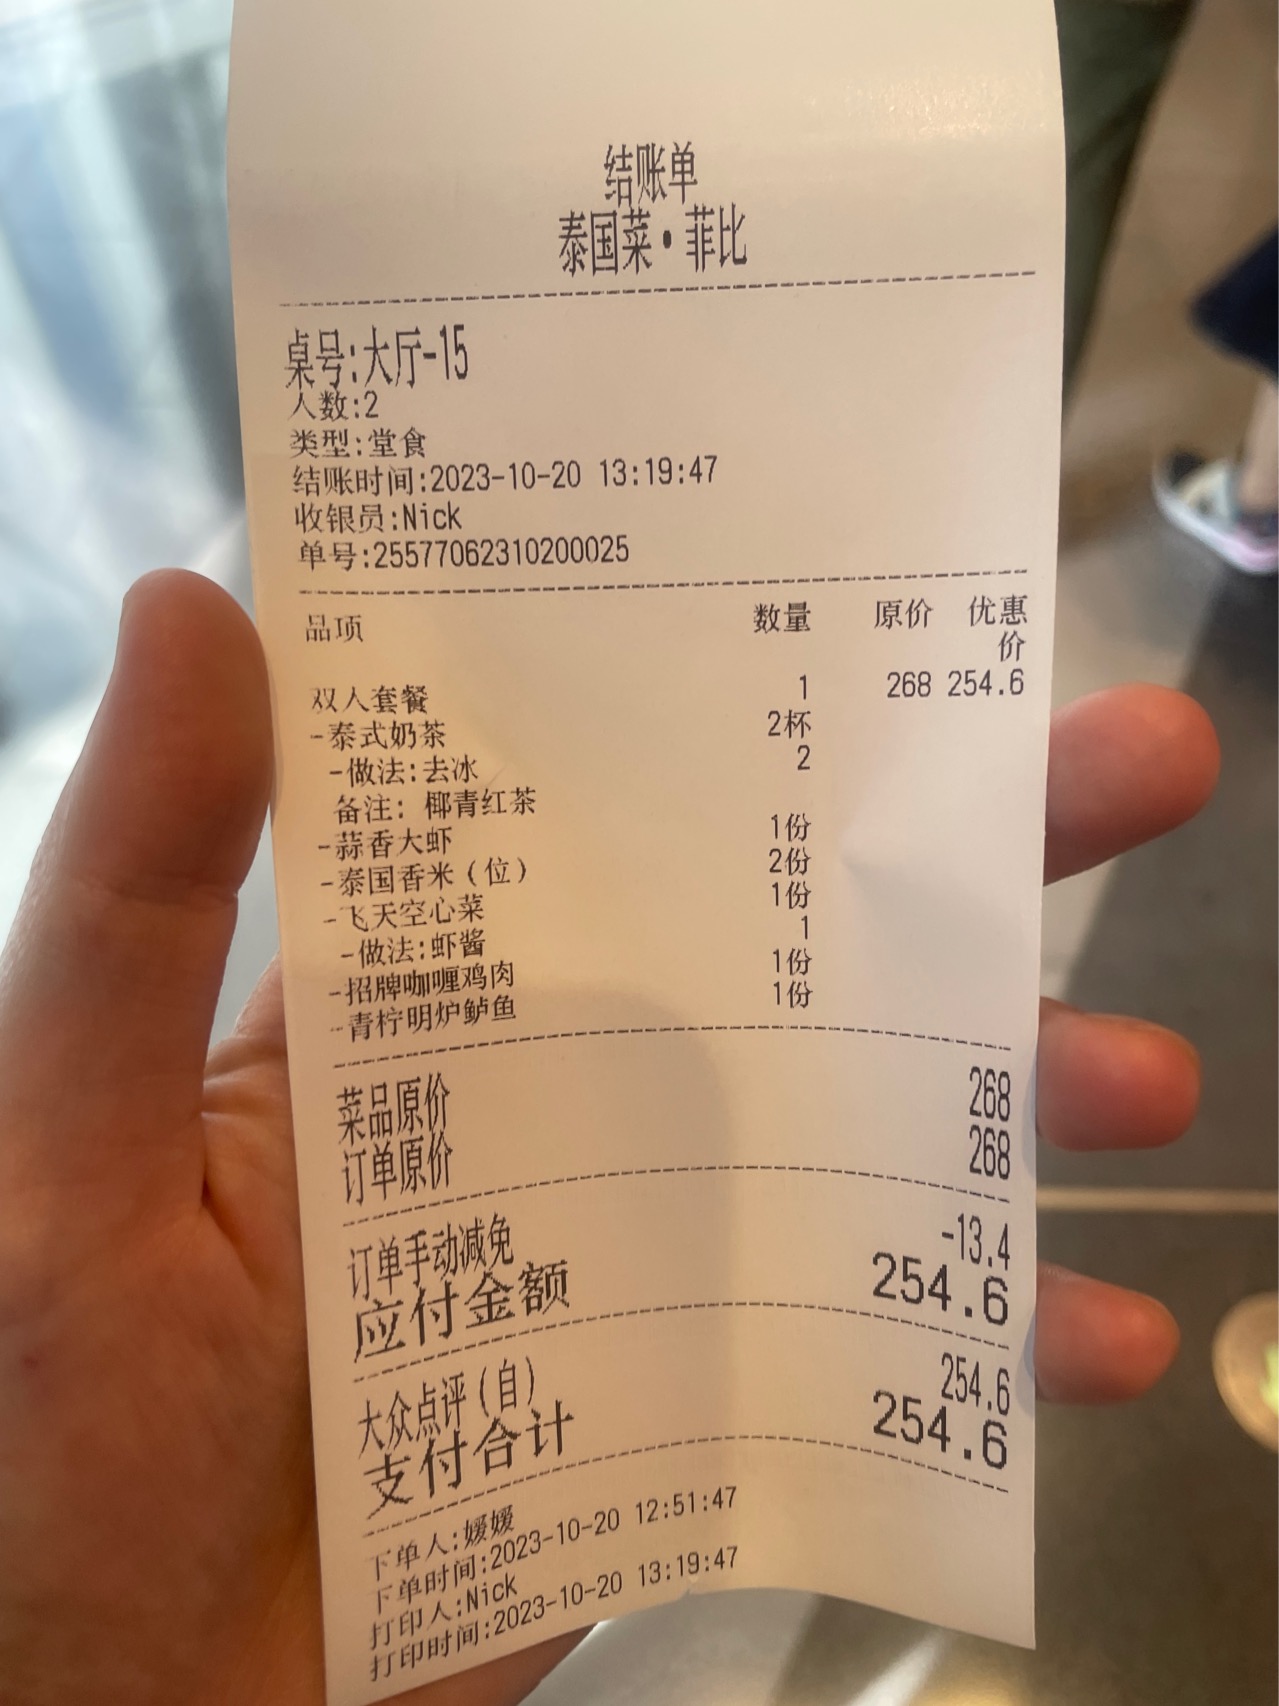 结账单
泰国菜·菲比
桌号:大厅-15
人数:2
类型:堂食
结账时间:2023-10-20 13:19:47
收银员:Nick
单号:25577062310200025
品项 数量 原价 优惠价
双人套餐 1 268 254.6
-泰式奶茶 2杯
-做法:去冰 2
备注: 椰青红茶
-蒜香大虾 1份
-泰国香米(位) 2份
-飞天空心菜 1份
-做法:虾酱 1
-招牌咖喱鸡肉 1份
-青柠明炉鲈鱼 1份
菜品原价 268
订单原价 268
订单手动减免 -13.4
应付金额 254.6
大众点评(自) 254.6
支付合计 254.6
下单人:媛媛
下单时间:2023-10-20 12:51:47
打印人:Nick
打印时间:2023-10-20 13:19:47